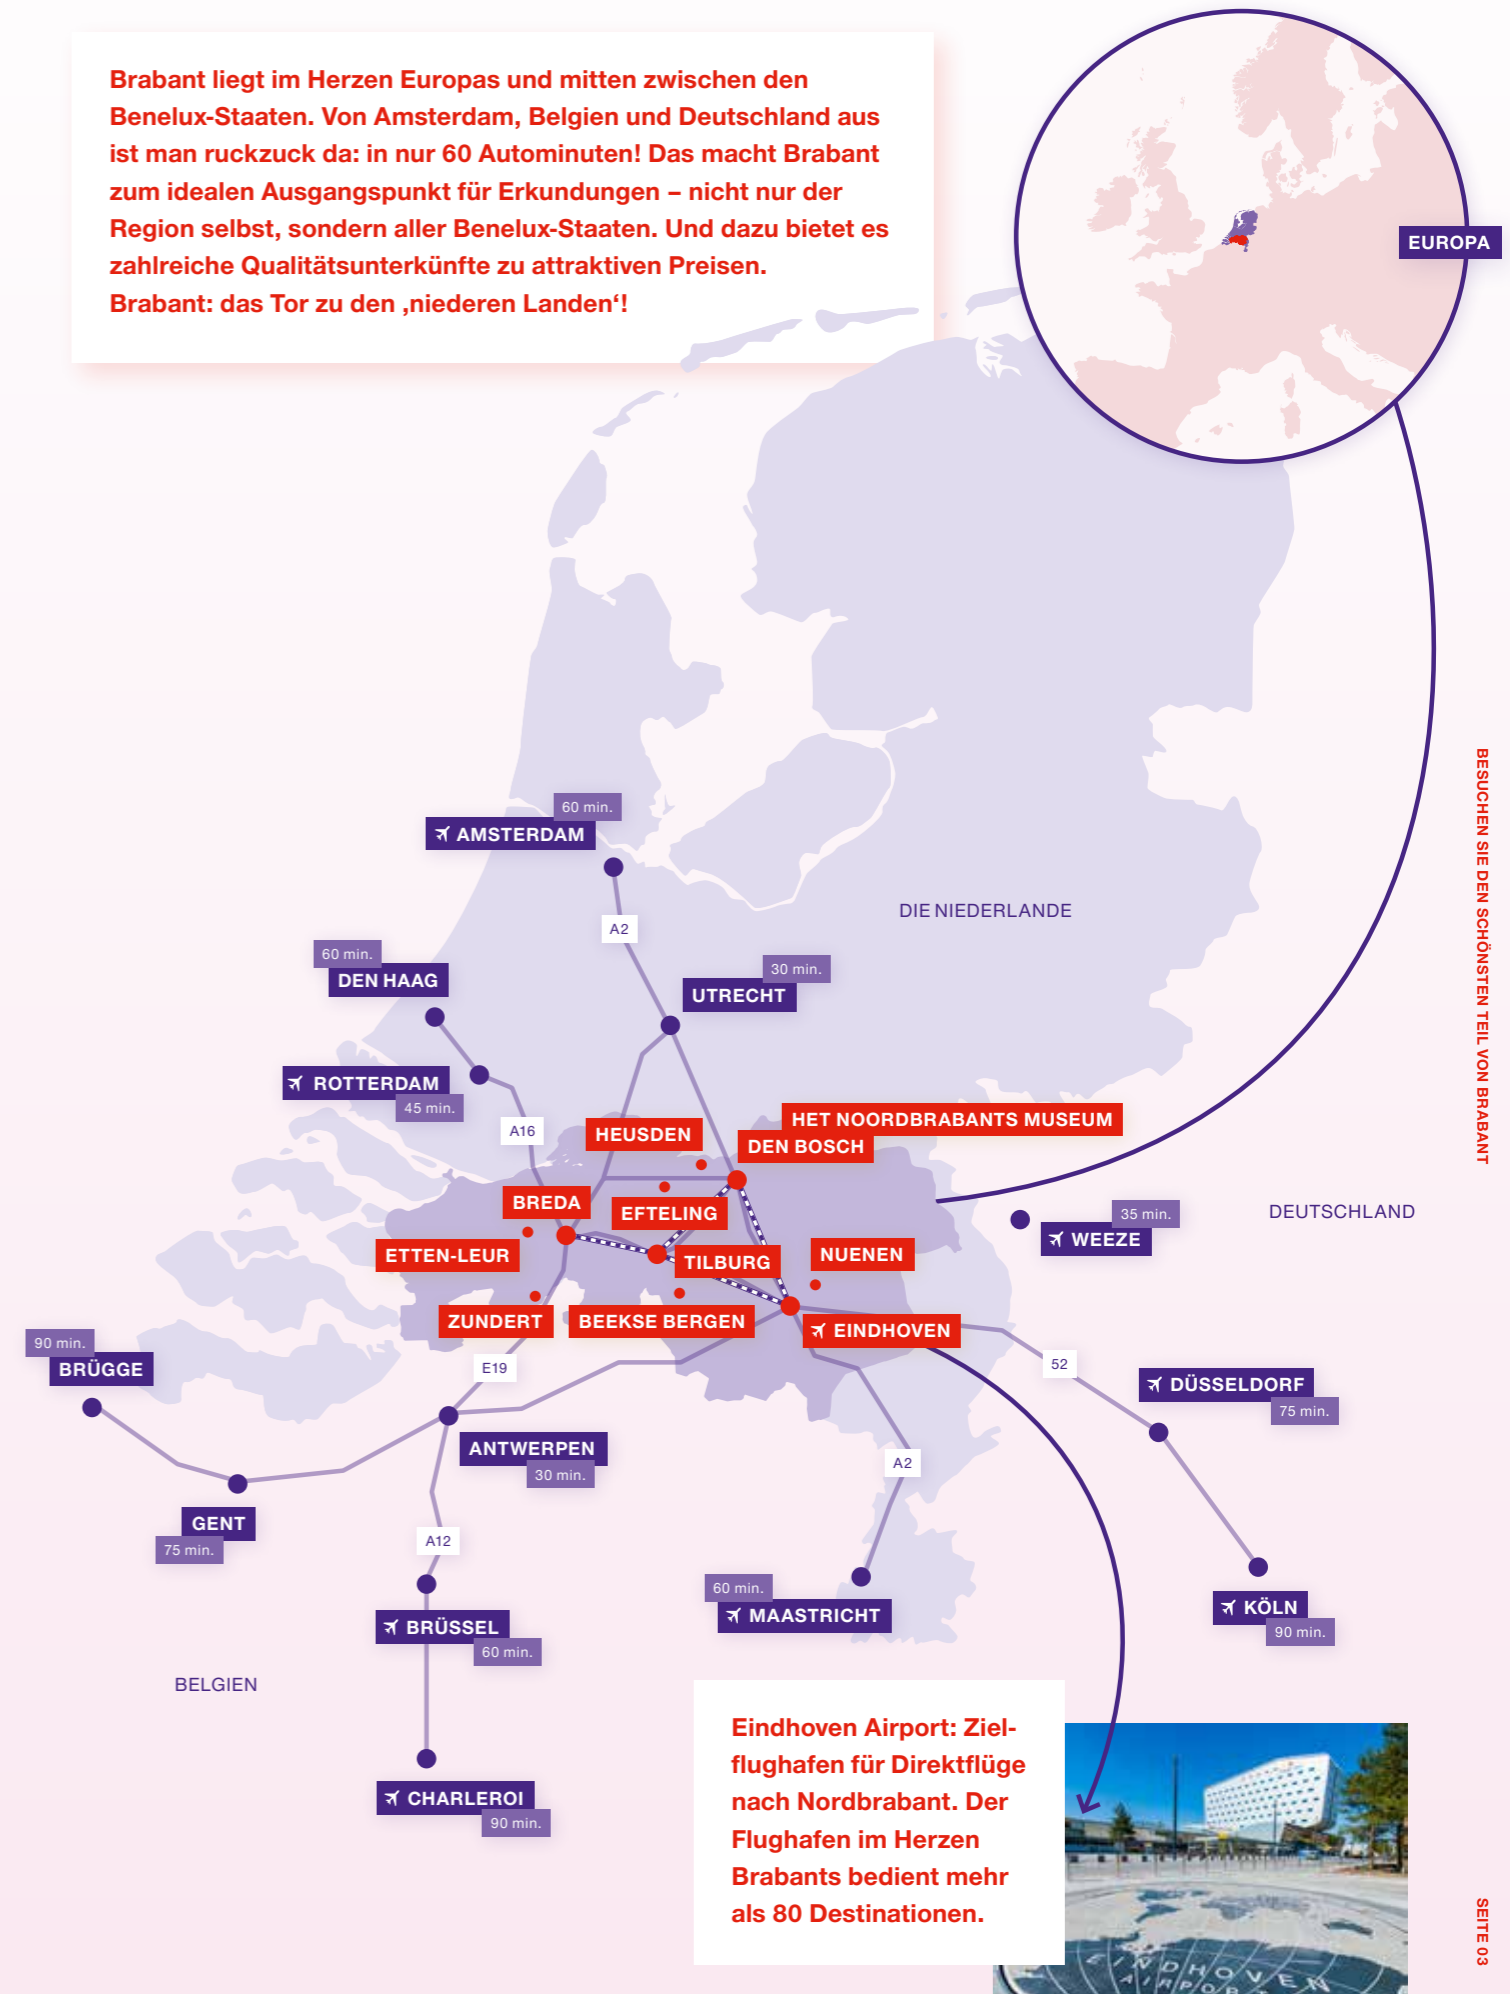 Brabant liegt im Herzen Europas und mitten zwischen den
Benelux-Staaten. Von Amsterdam, Belgien und Deutschland aus
ist man ruckzuck da: in nur 60 Autominuten! Das macht Brabant
zum idealen Ausgangspunkt für Erkundungen – nicht nur der
Region selbst, sondern aller Benelux-Staaten. Und dazu bietet es
zahlreiche Qualitätsunterkünfte zu attraktiven Preisen.
Brabant: das Tor zu den ‚niederen Landen‘!
EUROPA
60 min.
AMSTERDAM
A2
DIE NIEDERLANDE
60 min.
DEN HAAG
30 min.
UTRECHT
ROTTERDAM
45 min.
A16
HET NOORDBRABANTS MUSEUM
HEUSDEN
DEN BOSCH
BREDA
EFTELING
35 min.
WEEZE
DEUTSCHLAND
ETTEN-LEUR
TILBURG
NUENEN
ZUNDERT
BEEKSE BERGEN
EINDHOVEN
90 min.
BRÜGGE
E19
52
DÜSSELDORF
75 min.
ANTWERPEN
30 min.
A2
GENT
75 min.
A12
60 min.
MAASTRICHT
KÖLN
90 min.
BRÜSSEL
60 min.
BELGIEN
CHARLEROI
90 min.
Eindhoven Airport: Ziel-
flughafen für Direktflüge
nach Nordbrabant. Der
Flughafen im Herzen
Brabants bedient mehr
als 80 Destinationen.
EINDHOVEN
AIRPORT
BESUCHEN SIE DEN SCHÖNSTEN TEIL VON BRABANT
SEITE 03